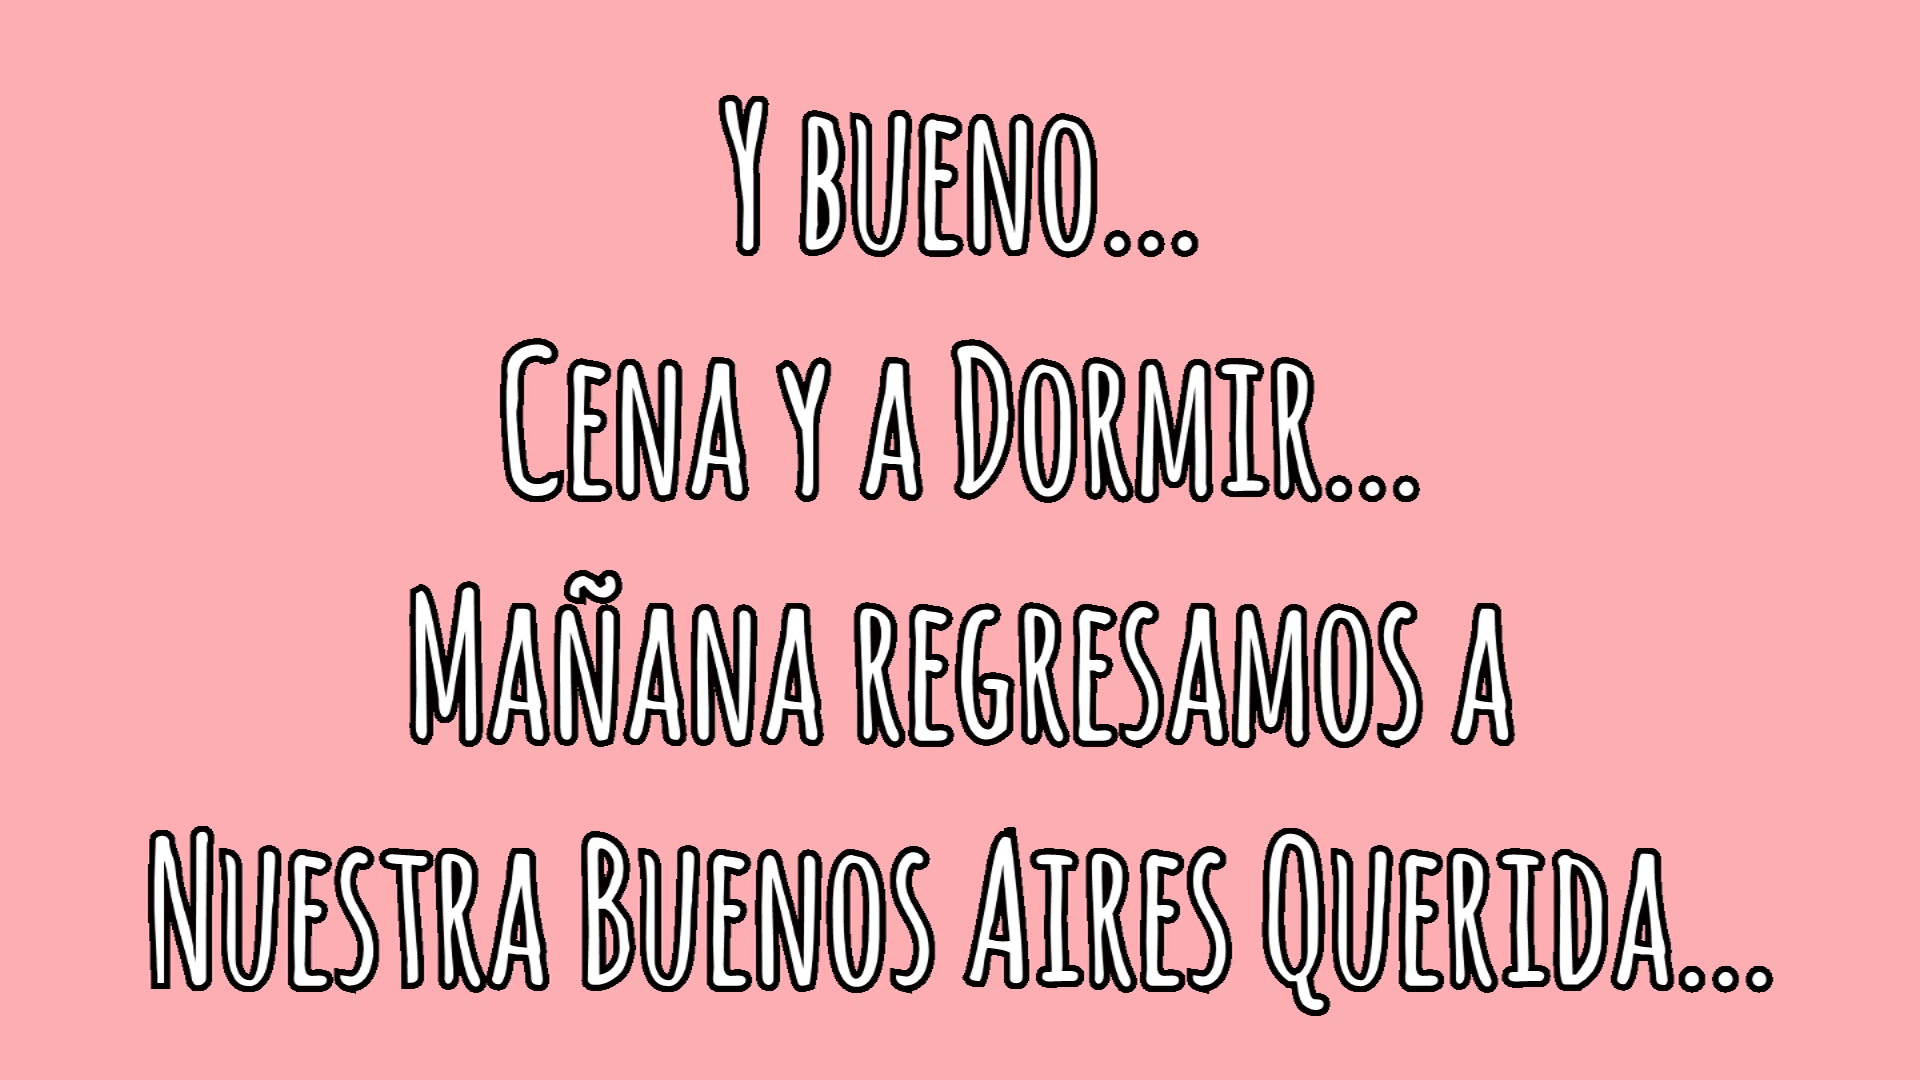 Y bueno...
Cena y a Dormir...
Mañana regresamos a
Nuestra Buenos Aires Querida...